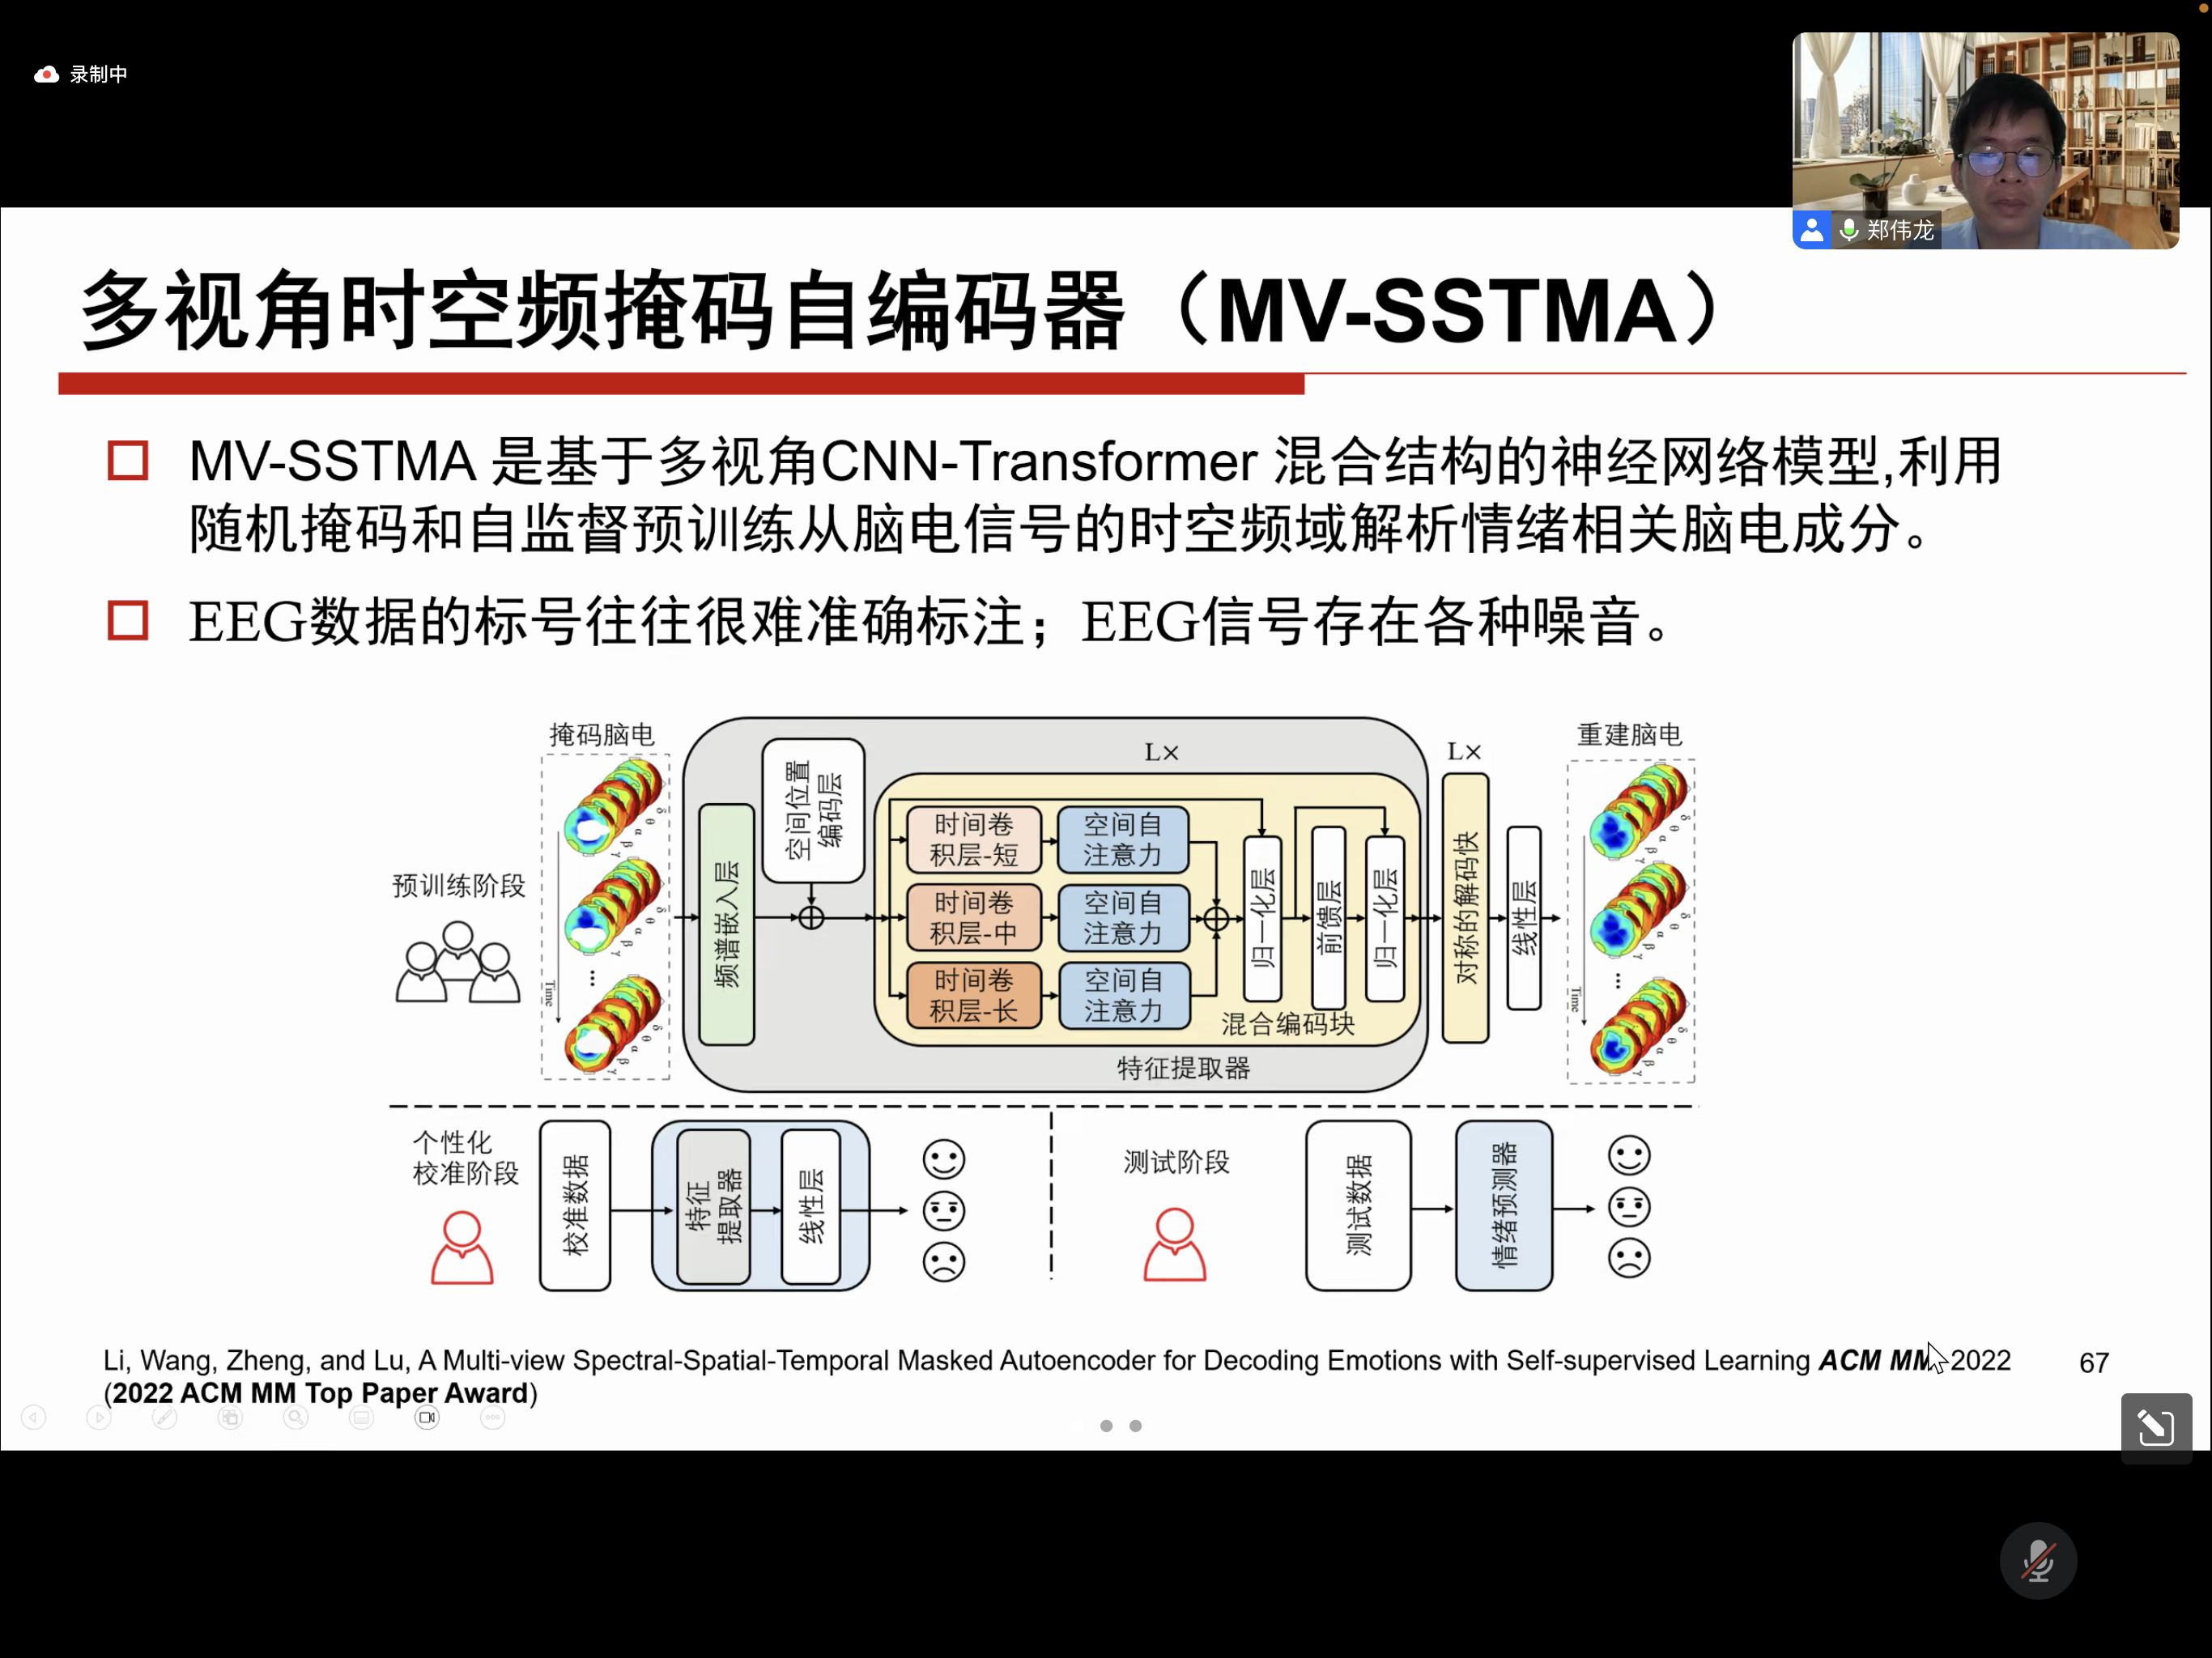 录制中
郑伟龙
多视角时空频掩码自编码器（MV-SSTMA）
MV-SSTMA 是基于多视角CNN-Transformer 混合结构的神经网络模型,利用
随机掩码和自监督预训练从脑电信号的时空频域解析情绪相关脑电成分。
EEG数据的标号往往很难准确标注；EEG信号存在各种噪音。
预训练阶段
掩码脑电
δ θ α β γ
δ θ α β γ
δ θ α β γ
Time
频谱嵌入层
空间位置
编码层
L×
时间卷
积层-短
空间自
注意力
时间卷
积层-中
空间自
注意力
时间卷
积层-长
空间自
注意力
归一化层
前馈层
归一化层
混合编码块
特征提取器
L×
对称的解码快
线性层
重建脑电
δ θ α β γ
δ θ α β γ
δ θ α β γ
Time
个性化
校准阶段
校准数据
特征
提取器
线性层
测试阶段
测试数据
情绪预测器
Li, Wang, Zheng, and Lu, A Multi-view Spectral-Spatial-Temporal Masked Autoencoder for Decoding Emotions with Self-supervised Learning ACM MM 2022
(2022 ACM MM Top Paper Award)
67